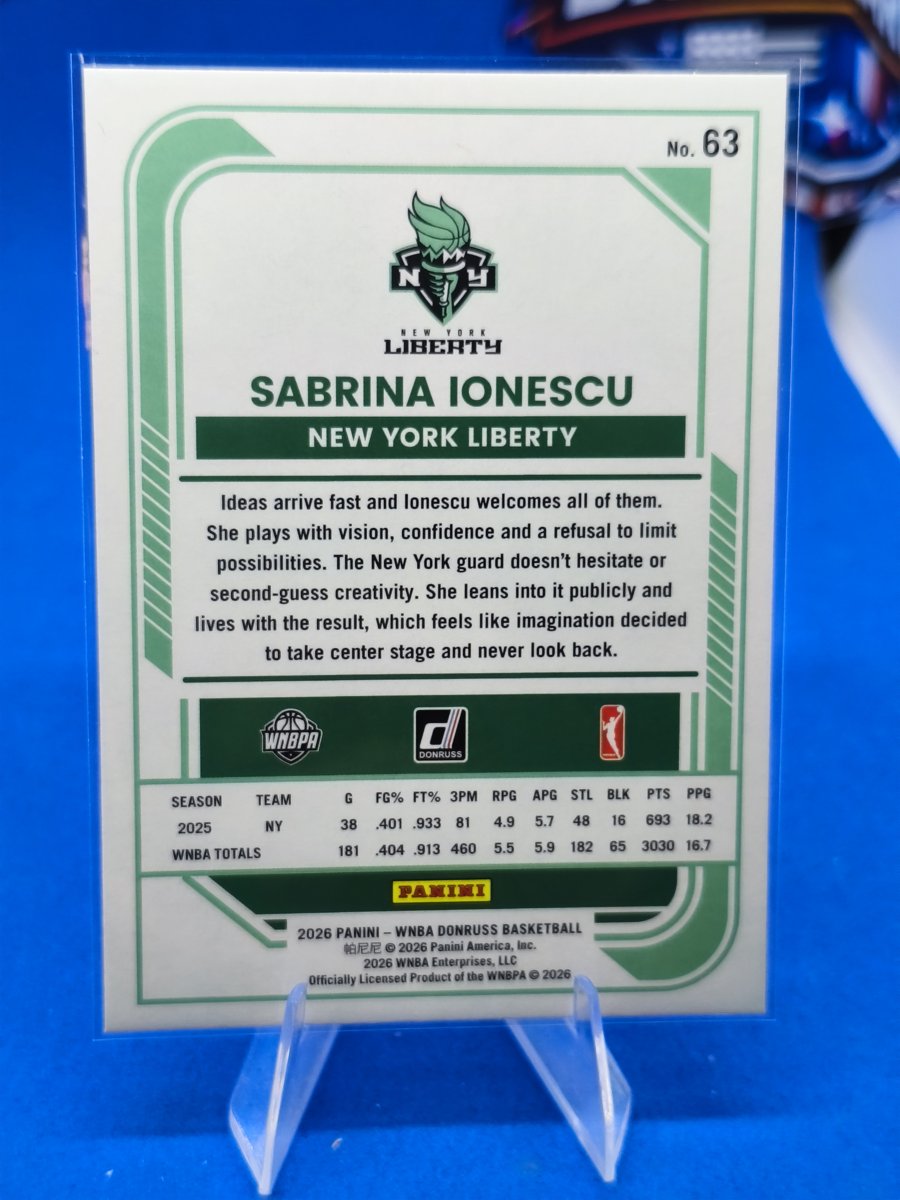 No. 63
NY
NEW YORK
LIBERTY
SABRINA IONESCU
NEW YORK LIBERTY
Ideas arrive fast and Ionescu welcomes all of them.
She plays with vision, confidence and a refusal to limit
possibilities. The New York guard doesn't hesitate or
second-guess creativity. She leans into it publicly and
lives with the result, which feels like imagination decided
to take center stage and never look back.
WNBPA
d
DONRUSS
SEASON TEAM G FG% FT% 3PM RPG APG STL BLK PTS PPG
2025 NY 38 .401 .933 81 4.9 5.7 48 16 693 18.2
WNBA TOTALS 181 .404 .913 460 5.5 5.9 182 65 3030 16.7
PANINI
2026 PANINI – WNBA DONRUSS BASKETBALL
帕尼尼 © 2026 Panini America, Inc.
2026 WNBA Enterprises, LLC
Officially Licensed Product of the WNBPA © 2026